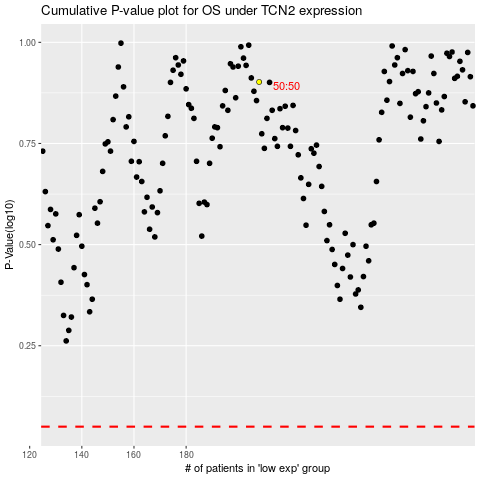 Cumulative P-value plot for OS under TCN2 expression
1.00
0.75
0.50
0.25
P-Value(log10)
50:50
120 140 160 180
# of patients in 'low exp' group